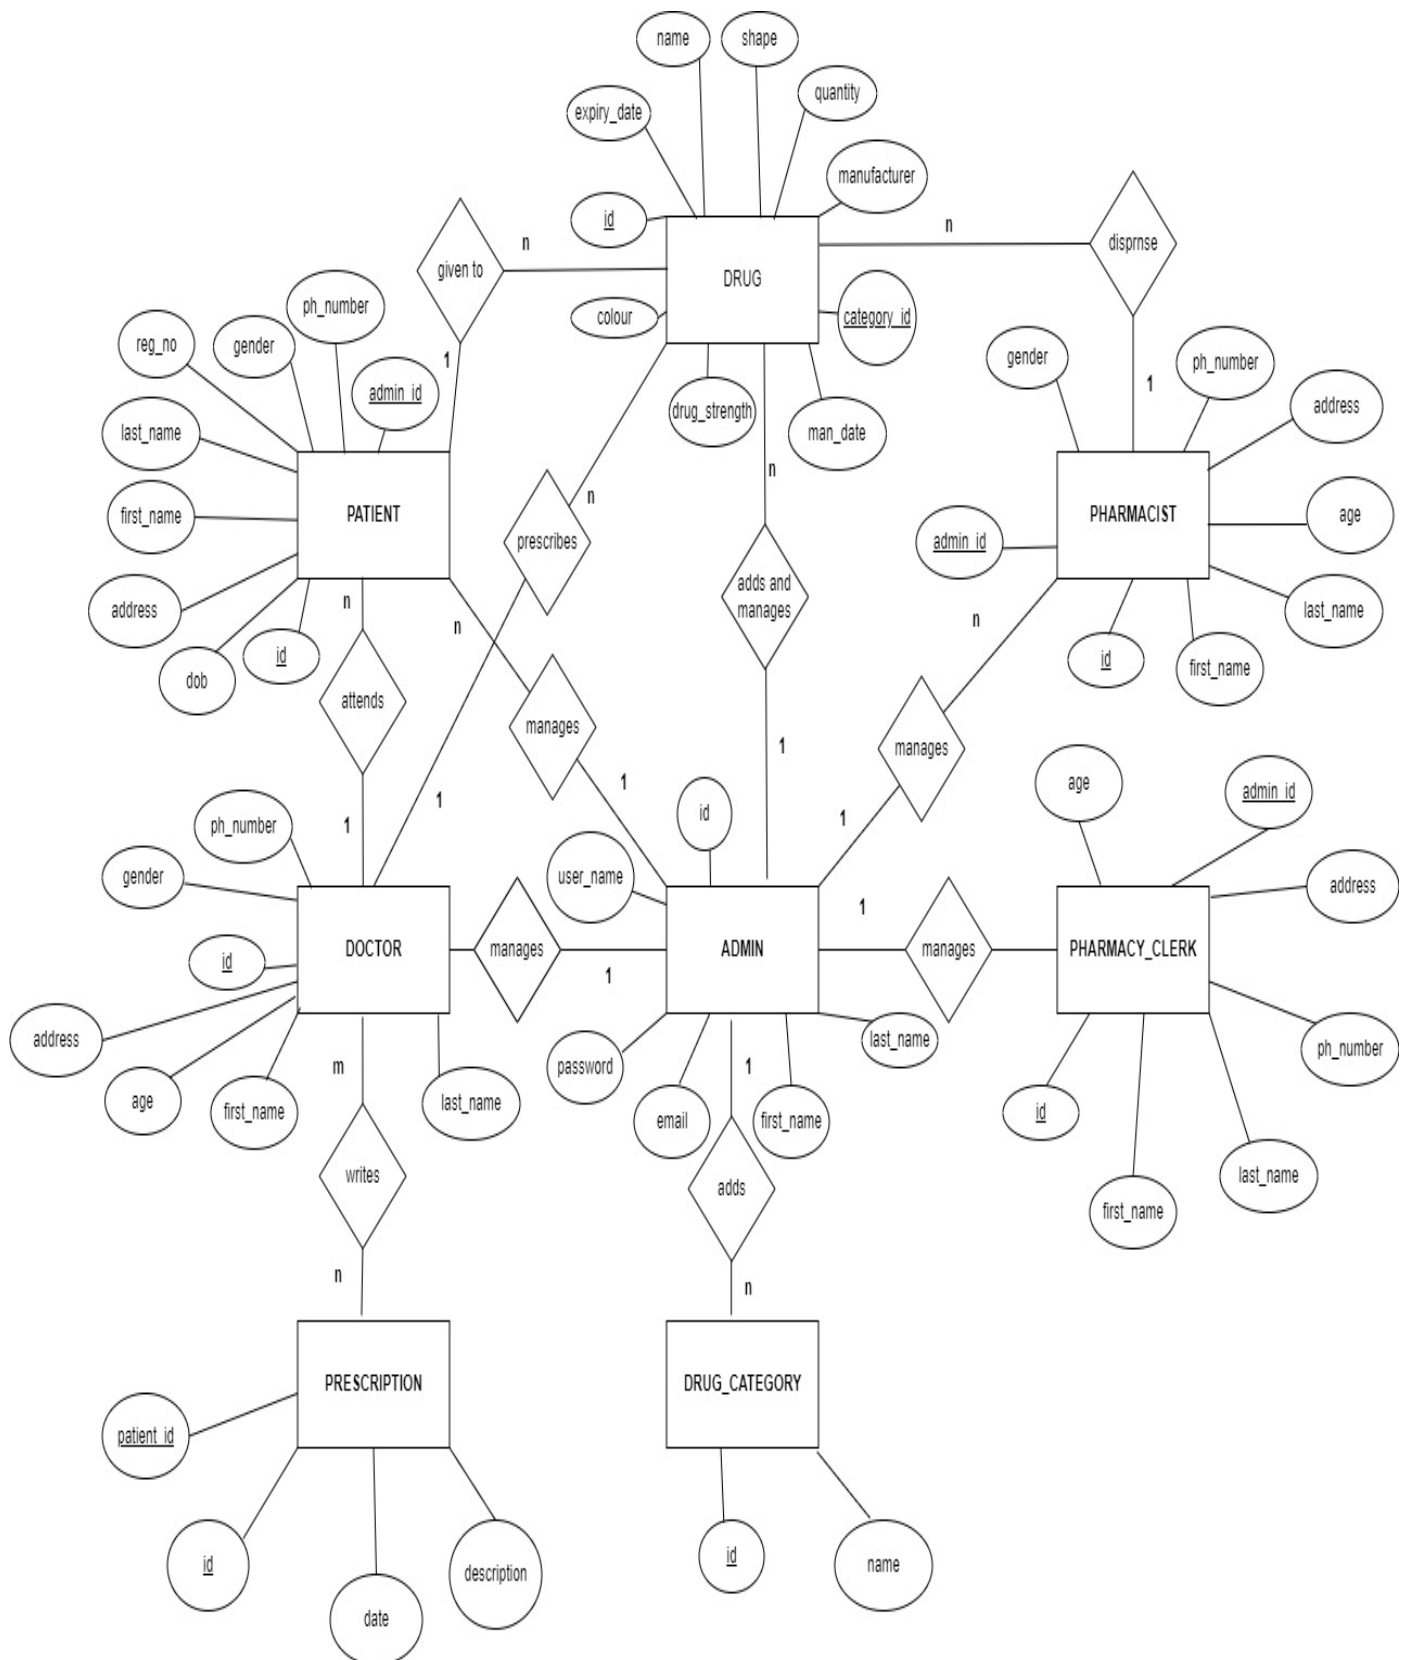 name
shape
expiry_date
quantity
manufacturer
id
DRUG
n
n
given to
disprnse
colour
category_id
ph_number
gender
reg_no
admin_id
1
gender
ph_number
1
address
drug_strength
man_date
last_name
first_name
PATIENT
n
n
prescribes
PHARMACIST
age
admin_id
address
dob
id
n
n
adds and
manages
n
last_name
id
first_name
attends
manages
1
manages
1
age
admin_id
1
1
id
1
ph_number
gender
user_name
1
address
DOCTOR
manages
1
ADMIN
manages
PHARMACY_CLERK
id
address
age
first_name
last_name
m
password
email
1
first_name
last_name
ph_number
id
first_name
last_name
writes
adds
n
n
PRESCRIPTION
DRUG_CATEGORY
patient_id
id
date
description
id
name